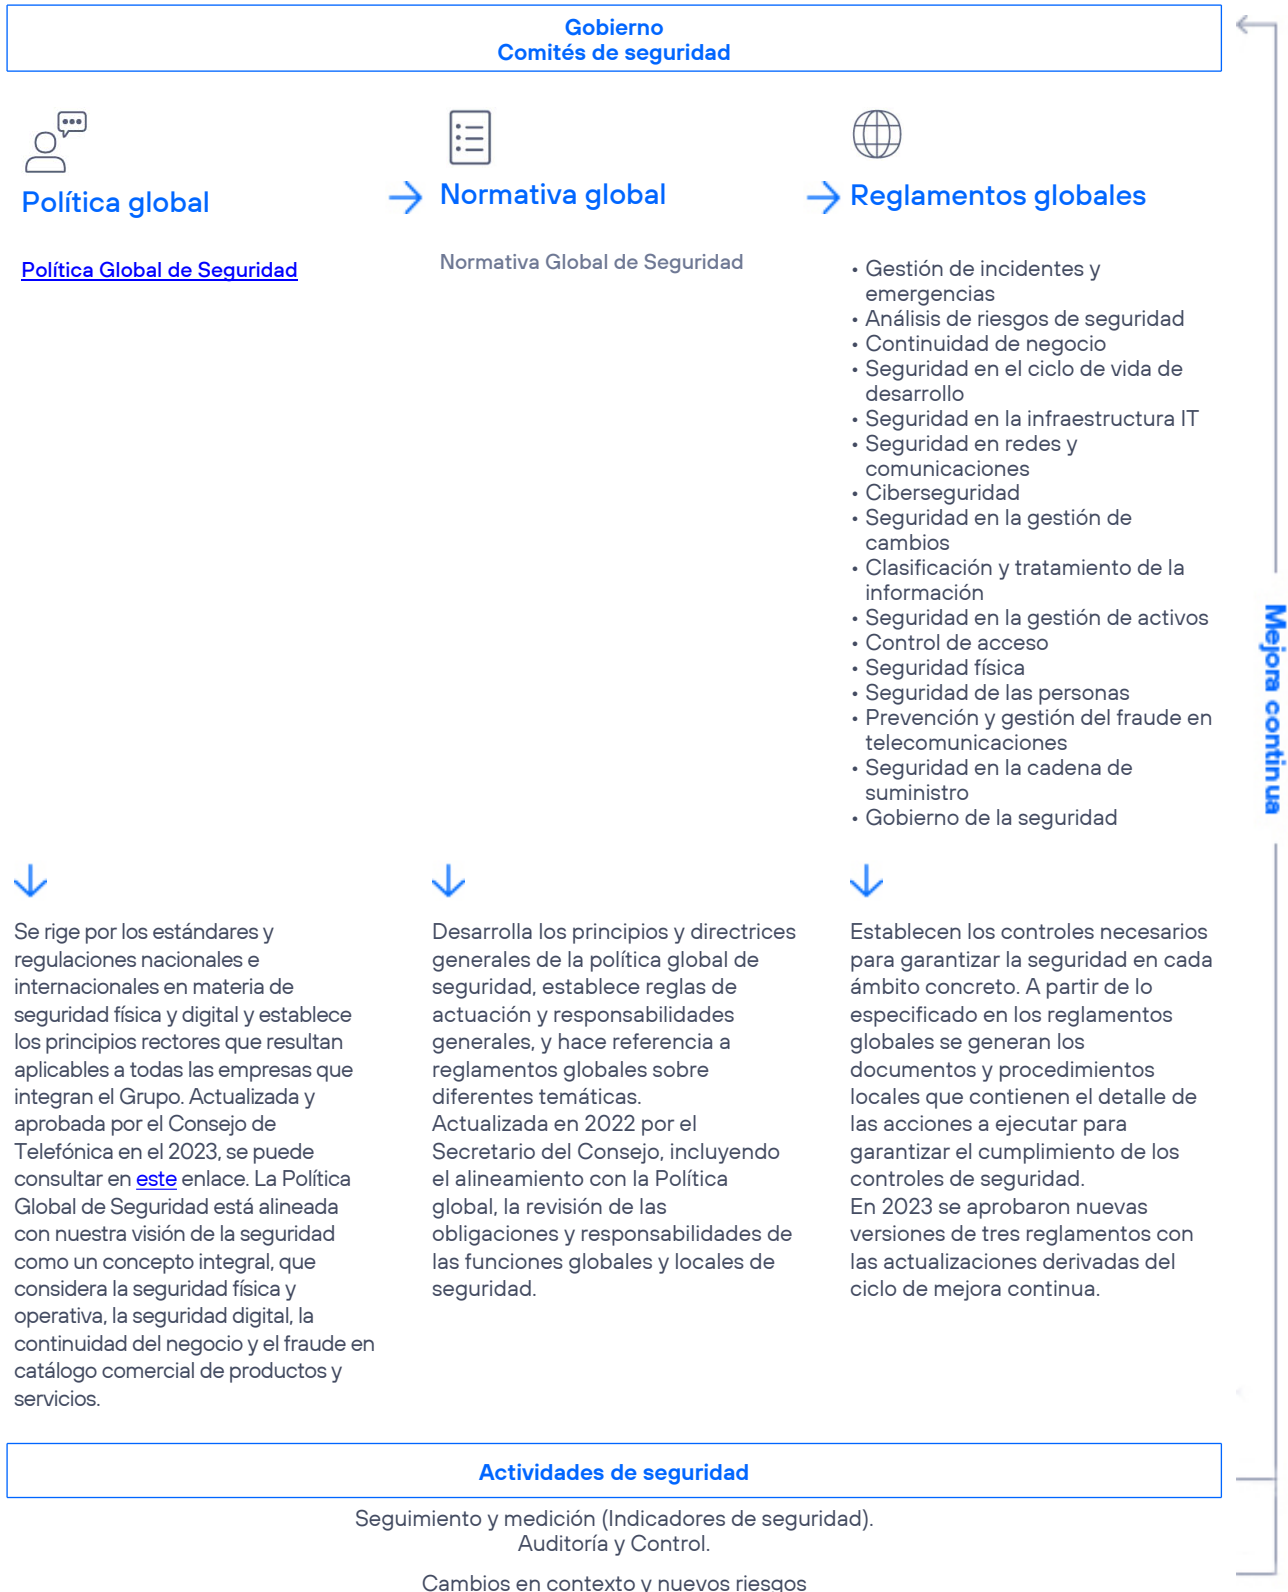 Gobierno
Comités de seguridad
Política global
Política Global de Seguridad
Normativa global
Normativa Global de Seguridad
Reglamentos globales
• Gestión de incidentes y
emergencias
• Análisis de riesgos de seguridad
• Continuidad de negocio
• Seguridad en el ciclo de vida de
desarrollo
• Seguridad en la infraestructura IT
• Seguridad en redes y
comunicaciones
• Ciberseguridad
• Seguridad en la gestión de
cambios
• Clasificación y tratamiento de la
información
• Seguridad en la gestión de activos
• Control de acceso
• Seguridad física
• Seguridad de las personas
• Prevención y gestión del fraude en
telecomunicaciones
• Seguridad en la cadena de
suministro
• Gobierno de la seguridad
Se rige por los estándares y
regulaciones nacionales e
internacionales en materia de
seguridad física y digital y establece
los principios rectores que resultan
aplicables a todas las empresas que
integran el Grupo. Actualizada y
aprobada por el Consejo de
Telefónica en el 2023, se puede
consultar en este enlace. La Política
Global de Seguridad está alineada
con nuestra visión de la seguridad
como un concepto integral, que
considera la seguridad física y
operativa, la seguridad digital, la
continuidad del negocio y el fraude en
catálogo comercial de productos y
servicios.
Desarrolla los principios y directrices
generales de la política global de
seguridad, establece reglas de
actuación y responsabilidades
generales, y hace referencia a
reglamentos globales sobre
diferentes temáticas.
Actualizada en 2022 por el
Secretario del Consejo, incluyendo
el alineamiento con la Política
global, la revisión de las
obligaciones y responsabilidades de
las funciones globales y locales de
seguridad.
Establecen los controles necesarios
para garantizar la seguridad en cada
ámbito concreto. A partir de lo
especificado en los reglamentos
globales se generan los
documentos y procedimientos
locales que contienen el detalle de
las acciones a ejecutar para
garantizar el cumplimiento de los
controles de seguridad.
En 2023 se aprobaron nuevas
versiones de tres reglamentos con
las actualizaciones derivadas del
ciclo de mejora continua.
Mejora continua
Actividades de seguridad
Seguimiento y medición (Indicadores de seguridad).
Auditoría y Control.
Cambios en contexto y nuevos riesgos